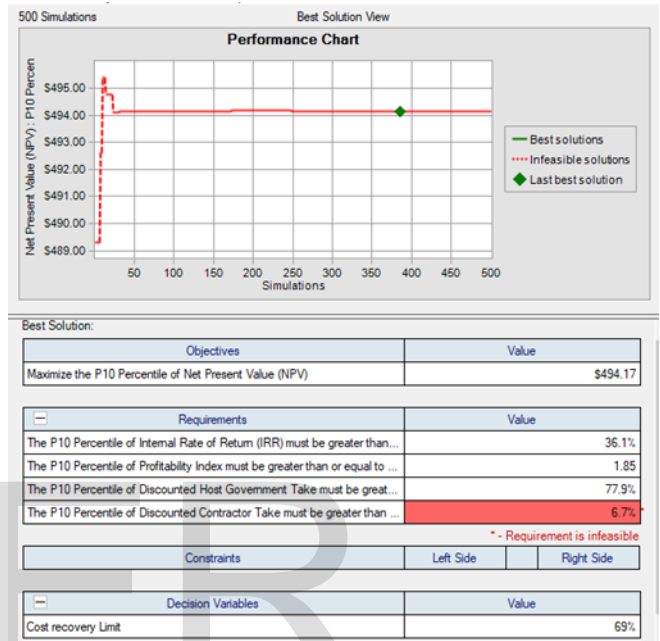 500 Simulations Best Solution View
Performance Chart
Net Present Value (NPV) : P10 Percen
$495.00
$494.00
$493.00
$492.00
$491.00
$490.00
$489.00
50 100 150 200 250 300 350 400 450 500
Simulations
Best solutions
Infeasible solutions
Last best solution
Best Solution:
Objectives Value
Maximize the P10 Percentile of Net Present Value (NPV) $494.17
Requirements Value
The P10 Percentile of Internal Rate of Return (IRR) must be greater than... 36.1%
The P10 Percentile of Profitability Index must be greater than or equal to ... 1.85
The P10 Percentile of Discounted Host Government Take must be great... 77.9%
The P10 Percentile of Discounted Contractor Take must be greater than ... 6.7% *
* - Requirement is infeasible
Constraints Left Side Right Side
Decision Variables Value
Cost recovery Limit 69%